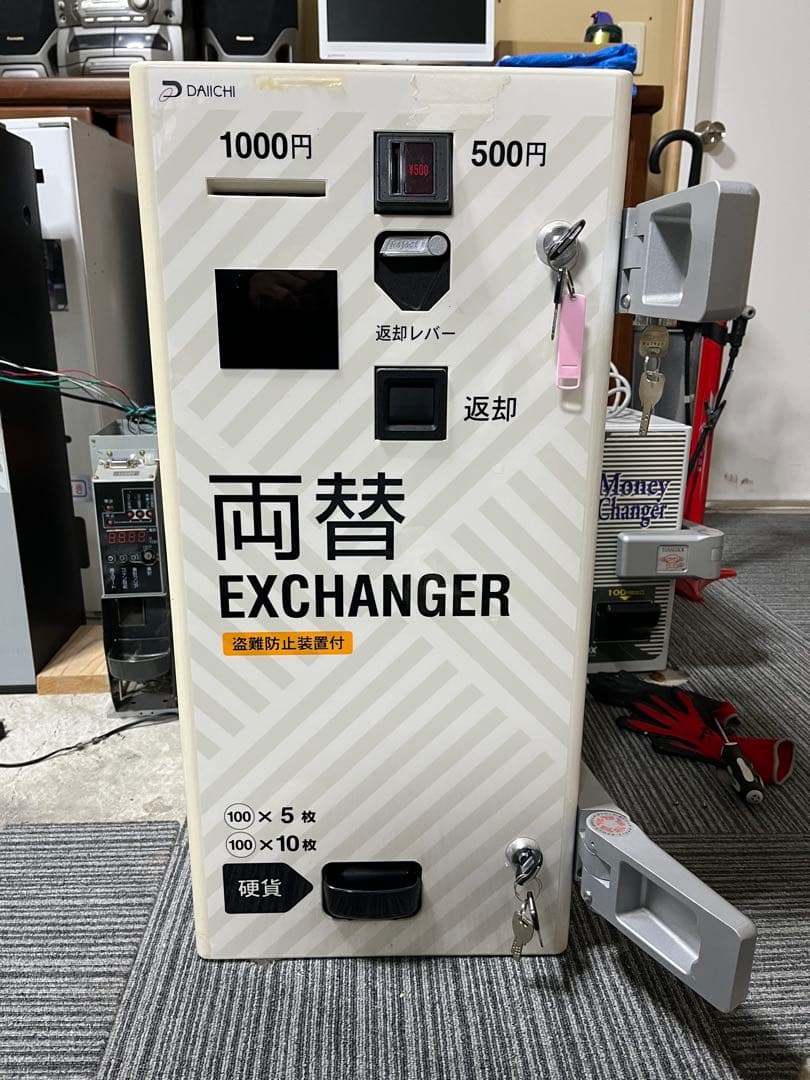 DAIICHI
1000円
500円
¥500
返却レバー
返却
両替
EXCHANGER
盗難防止装置付
100 × 5 枚
100 × 10 枚
硬貨
Money
Changer
100